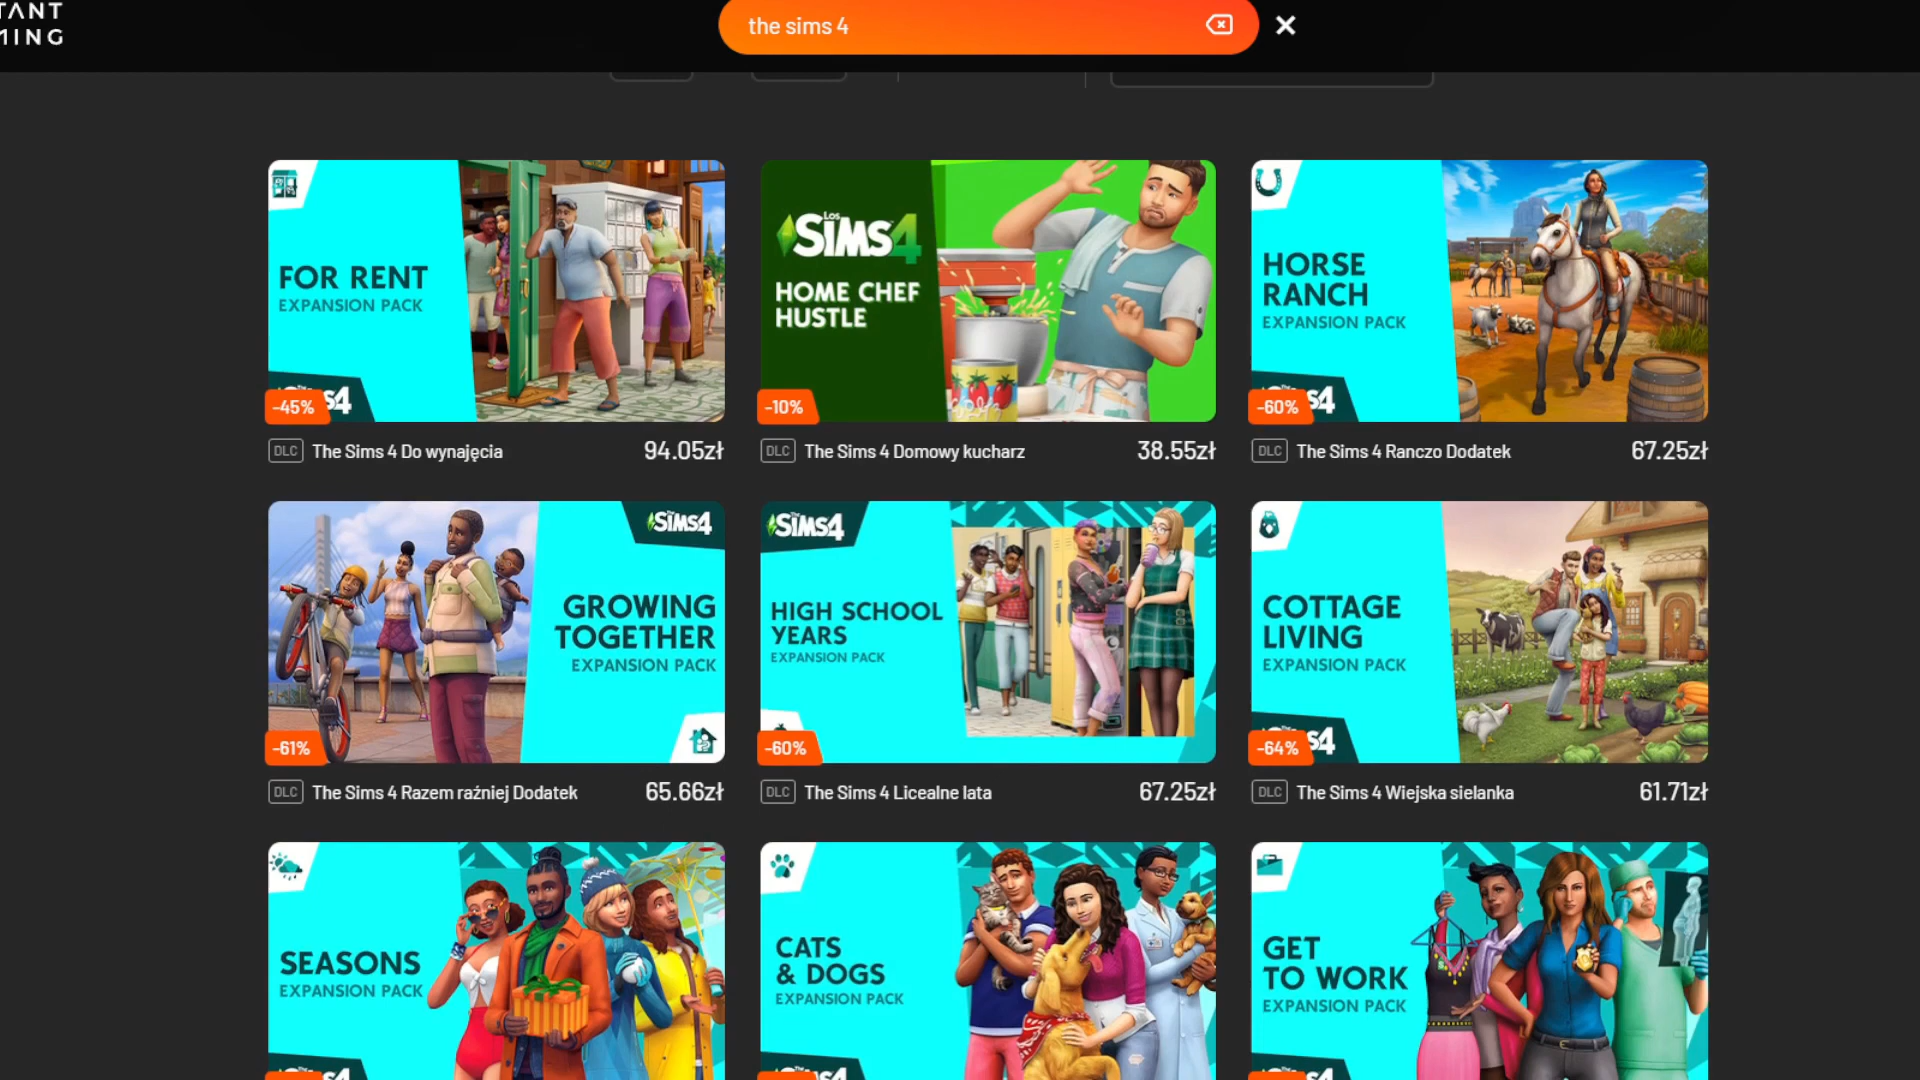 the sims 4
FOR RENT
EXPANSION PACK
-45%
DLC The Sims 4 Do wynajęcia 94.05zł
Los
SiMS4
HOME CHEF
HUSTLE
-10%
DLC The Sims 4 Domowy kucharz 38.55zł
HORSE
RANCH
EXPANSION PACK
-60%
DLC The Sims 4 Ranczo Dodatek 67.25zł
The SiMS4
GROWING
TOGETHER
EXPANSION PACK
-61%
DLC The Sims 4 Razem raźniej Dodatek 65.66zł
The SiMS4
HIGH SCHOOL
YEARS
EXPANSION PACK
-60%
DLC The Sims 4 Licealne lata 67.25zł
COTTAGE
LIVING
EXPANSION PACK
-64%
DLC The Sims 4 Wiejska sielanka 61.71zł
SEASONS
EXPANSION PACK
CATS
& DOGS
EXPANSION PACK
GET
TO WORK
EXPANSION PACK